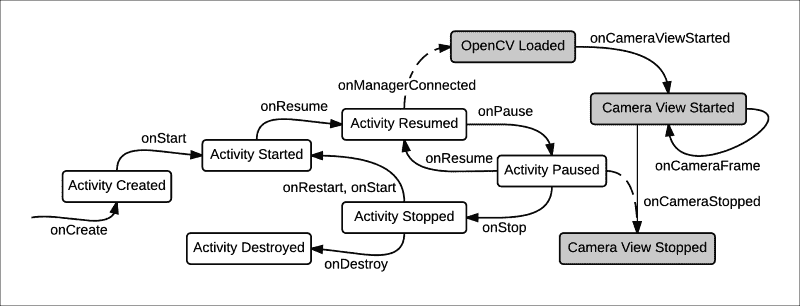 OpenCV Loaded
onCameraViewStarted
onManagerConnected
onResume
Activity Resumed
onPause
Camera View Started
onStart
Activity Started
onResume
Activity Paused
onCameraFrame
Activity Created
onRestart, onStart
onCameraStopped
onCreate
Activity Stopped
onStop
Activity Destroyed
onDestroy
Camera View Stopped